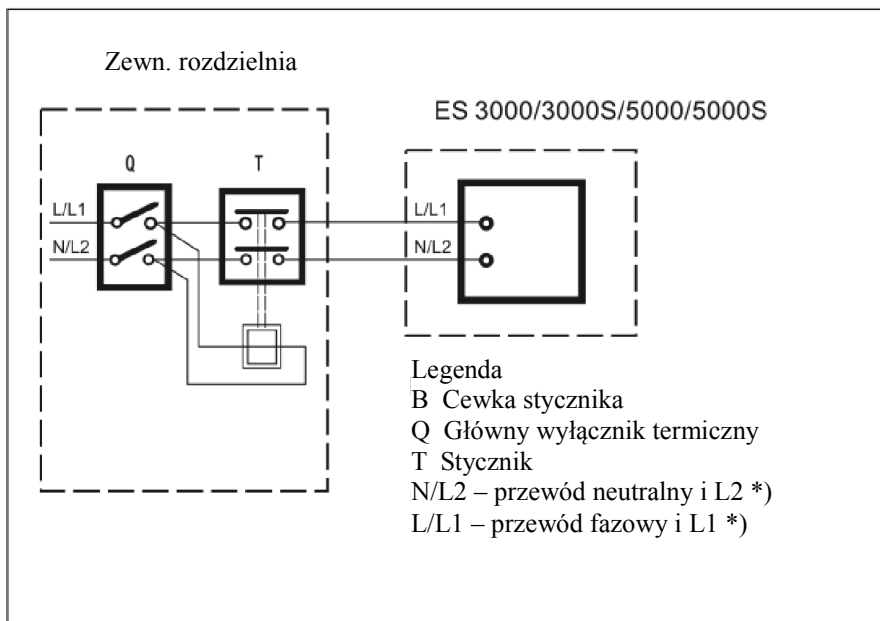 Zewn. rozdzielnia
ES 3000/3000S/5000/5000S
Q
T
L/L1
N/L2
L/L1
N/L2
Legenda
B Cewka stycznika
Q Główny wyłącznik termiczny
T Stycznik
N/L2 – przewód neutralny i L2 *)
L/L1 – przewód fazowy i L1 *)